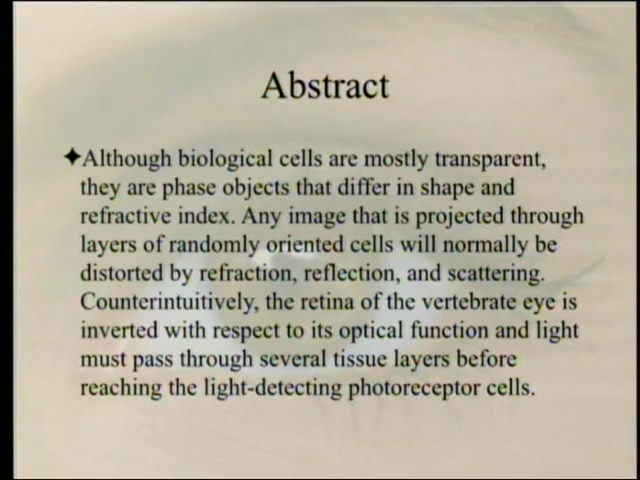 Abstract
✦Although biological cells are mostly transparent,
they are phase objects that differ in shape and
refractive index. Any image that is projected through
layers of randomly oriented cells will normally be
distorted by refraction, reflection, and scattering.
Counterintuitively, the retina of the vertebrate eye is
inverted with respect to its optical function and light
must pass through several tissue layers before
reaching the light-detecting photoreceptor cells.